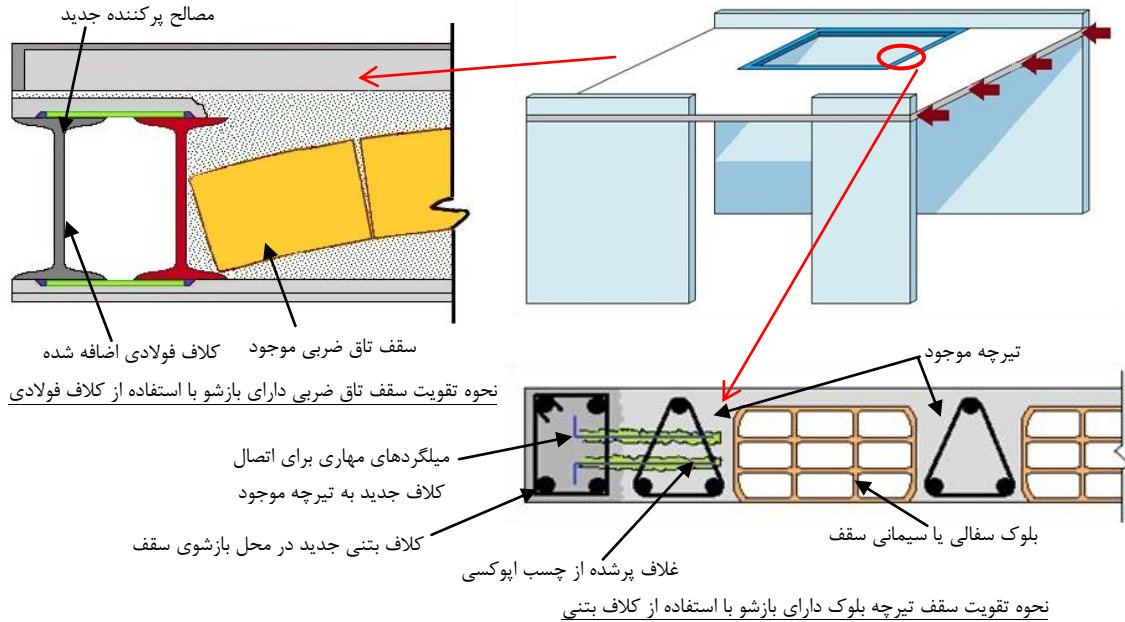 مصالح پرکننده جدید
کلاف فولادی اضافه شده
سقف تاق ضربی موجود
نحوه تقویت سقف تاق ضربی دارای بازشو با استفاده از کلاف فولادی
تیرچه موجود
میلگردهای مهاری برای اتصال
کلاف جدید به تیرچه موجود
کلاف بتنی جدید در محل بازشوی سقف
بلوک سفالی یا سیمانی سقف
غلاف پرشده از چسب اپوکسی
نحوه تقویت سقف تیرچه بلوک دارای بازشو با استفاده از کلاف بتنی